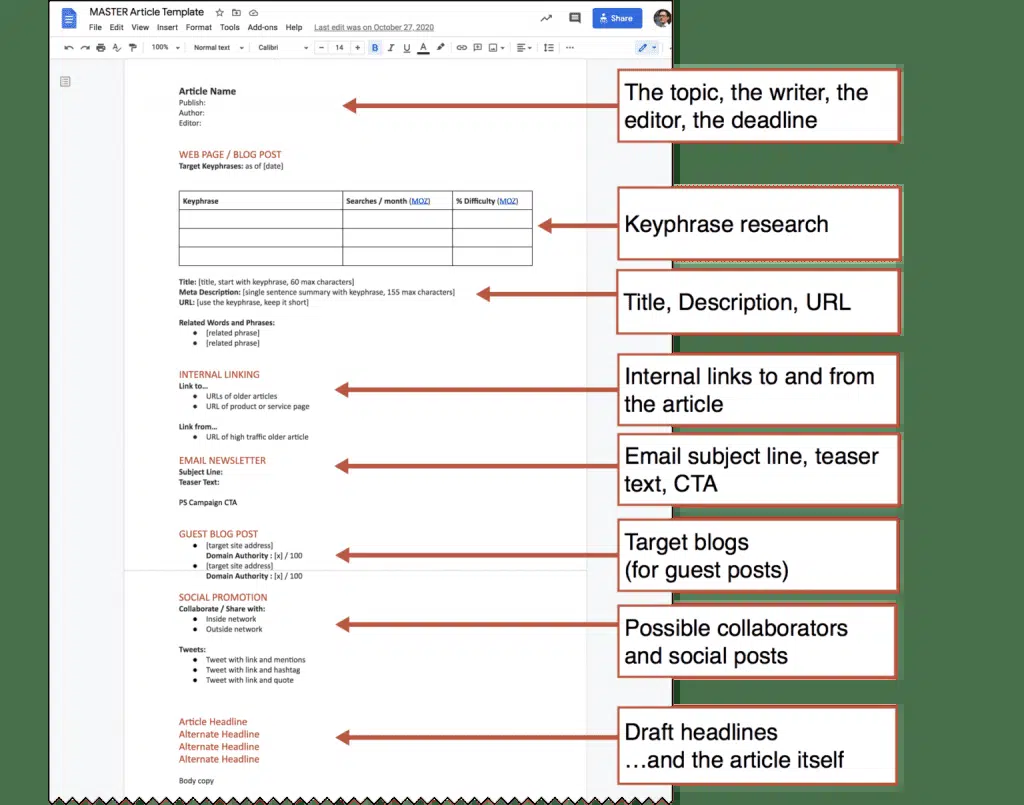 MASTER Article Template
File Edit View Insert Format Tools Add-ons Help Last edit was on October 27, 2020
Share
100% Normal text Calibri − 14 + B I U A
Article Name
Publish:
Author:
Editor:
The topic, the writer, the
editor, the deadline
WEB PAGE / BLOG POST
Target Keyphrases: as of [date]
Keyphrase Searches / month (MOZ) % Difficulty (MOZ)
Keyphrase research
Title: [title, start with keyphrase, 60 max characters]
Meta Description: [single sentence summary with keyphrase, 155 max characters]
URL: [use the keyphrase, keep it short]
Title, Description, URL
Related Words and Phrases:
● [related phrase]
● [related phrase]
INTERNAL LINKING
Link to...
● URLs of older articles
● URL of product or service page
Link from...
● URL of high traffic older article
Internal links to and from
the article
EMAIL NEWSLETTER
Subject Line:
Teaser Text:
PS Campaign CTA
Email subject line, teaser
text, CTA
GUEST BLOG POST
● [target site address]
Domain Authority : [x] / 100
● [target site address]
Domain Authority : [x] / 100
Target blogs
(for guest posts)
SOCIAL PROMOTION
Collaborate / Share with:
● Inside network
● Outside network
Tweets:
● Tweet with link and mentions
● Tweet with link and hashtag
● Tweet with link and quote
Possible collaborators
and social posts
Article Headline
Alternate Headline
Alternate Headline
Alternate Headline
Body copy
Draft headlines
…and the article itself